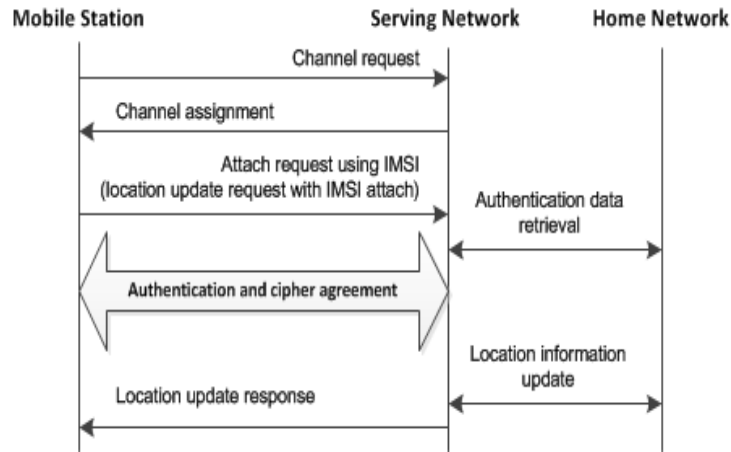 Mobile Station
Serving Network
Home Network
Channel request
Channel assignment
Attach request using IMSI
(location update request with IMSI attach)
Authentication data
retrieval
Authentication and cipher agreement
Location information
update
Location update response